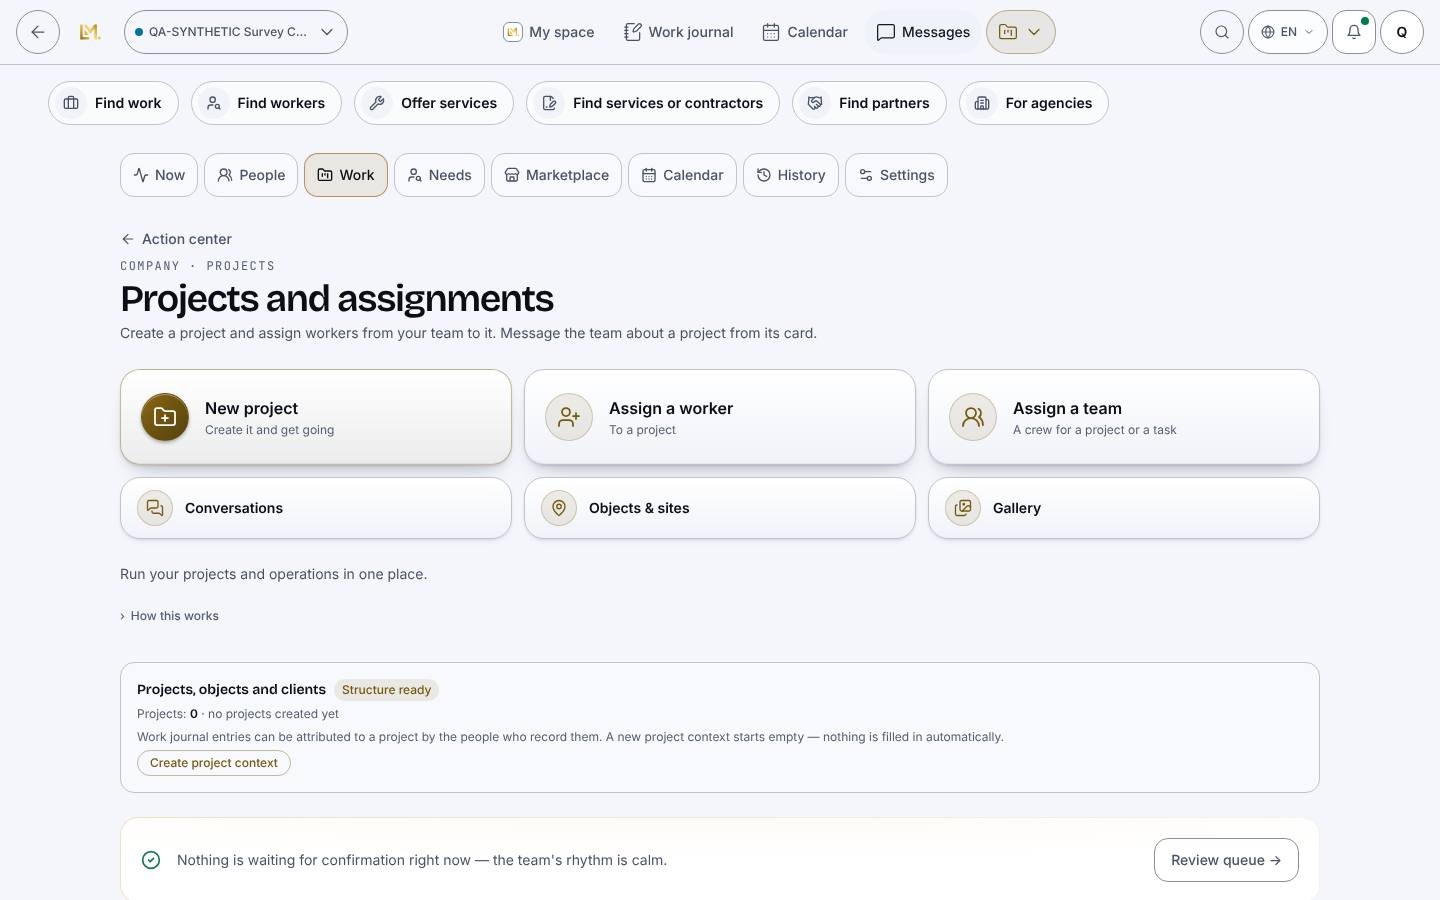 LM.
QA-SYNTHETIC Survey C...
My space
Work journal
Calendar
Messages
EN
Q
Find work
Find workers
Offer services
Find services or contractors
Find partners
For agencies
Now
People
Work
Needs
Marketplace
Calendar
History
Settings
← Action center
COMPANY · PROJECTS
Projects and assignments
Create a project and assign workers from your team to it. Message the team about a project from its card.
New project
Create it and get going
Assign a worker
To a project
Assign a team
A crew for a project or a task
Conversations
Objects & sites
Gallery
Run your projects and operations in one place.
› How this works
Projects, objects and clients
Structure ready
Projects: 0 · no projects created yet
Work journal entries can be attributed to a project by the people who record them. A new project context starts empty — nothing is filled in automatically.
Create project context
Nothing is waiting for confirmation right now — the team's rhythm is calm.
Review queue →